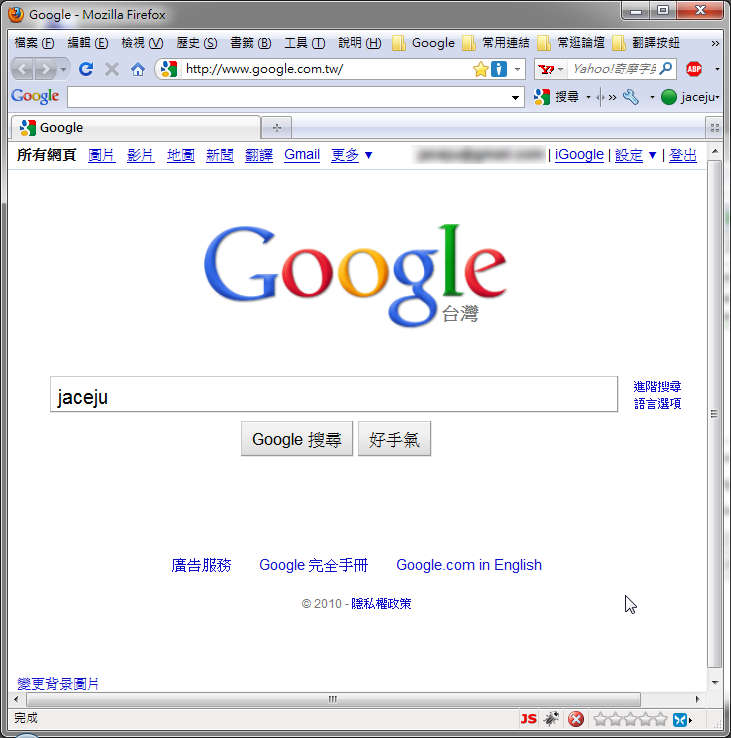 Google - Mozilla Firefox
檔案 (F) 編輯 (E) 檢視 (V) 歷史 (S) 書籤 (B) 工具 (T) 說明 (H) Google 常用連結 常逛論壇 翻譯按鈕 »
http://www.google.com.tw/ Yahoo!奇摩字典 ABP
Google 搜尋 » jaceju
Google
所有網頁 圖片 影片 地圖 新聞 翻譯 Gmail 更多 ▼ | iGoogle | 設定 ▼ | 登出
Google
台灣
jaceju
進階搜尋
語言選項
Google 搜尋 好手氣
廣告服務 Google 完全手冊 Google.com in English
© 2010 - 隱私權政策
變更背景圖片
完成 JS